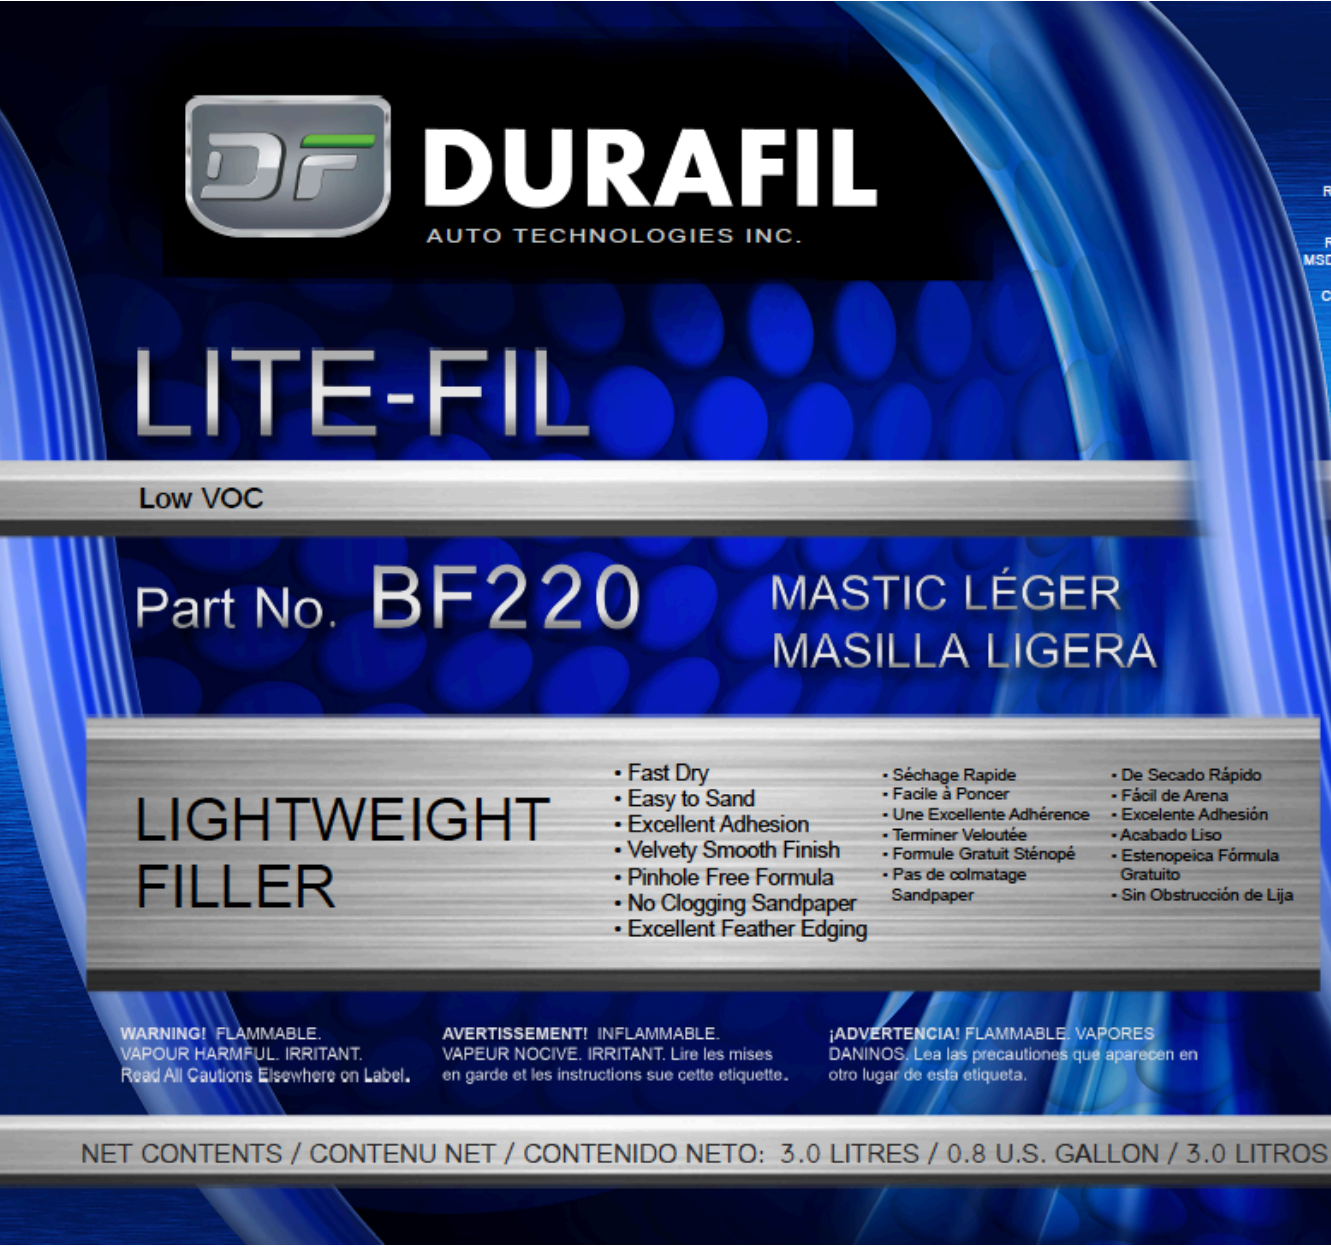 DF DURAFIL
AUTO TECHNOLOGIES INC.
LITE-FIL
Low VOC
Part No. BF220
MASTIC LÉGER
MASILLA LIGERA
LIGHTWEIGHT
FILLER
• Fast Dry
• Easy to Sand
• Excellent Adhesion
• Velvety Smooth Finish
• Pinhole Free Formula
• No Clogging Sandpaper
• Excellent Feather Edging
• Séchage Rapide
• Facile à Poncer
• Une Excellente Adhérence
• Terminer Veloutée
• Formule Gratuit Sténopé
• Pas de colmatage
Sandpaper
• De Secado Rápido
• Fácil de Arena
• Excelente Adhesión
• Acabado Liso
• Estenopeica Fórmula
Gratuito
• Sin Obstrucción de Lija
WARNING! FLAMMABLE.
VAPOUR HARMFUL. IRRITANT.
Read All Cautions Elsewhere on Label.
AVERTISSEMENT! INFLAMMABLE.
VAPEUR NOCIVE. IRRITANT. Lire les mises
en garde et les instructions sue cette etiquette.
¡ADVERTENCIA! FLAMMABLE. VAPORES
DANINOS. Lea las precautiones que aparecen en
otro lugar de esta etiqueta.
NET CONTENTS / CONTENU NET / CONTENIDO NETO: 3.0 LITRES / 0.8 U.S. GALLON / 3.0 LITROS